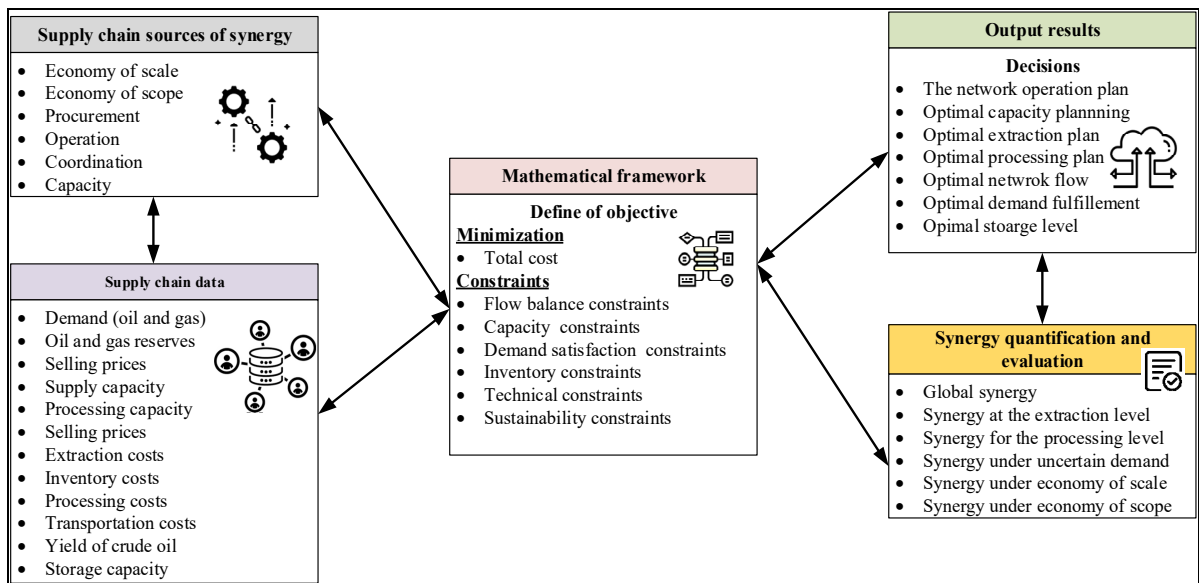 Supply chain sources of synergy
• Economy of scale
• Economy of scope
• Procurement
• Operation
• Coordination
• Capacity
Supply chain data
• Demand (oil and gas)
• Oil and gas reserves
• Selling prices
• Supply capacity
• Processing capacity
• Selling prices
• Extraction costs
• Inventory costs
• Processing costs
• Transportation costs
• Yield of crude oil
• Storage capacity
Mathematical framework
Define of objective
Minimization
• Total cost
Constraints
• Flow balance constraints
• Capacity constraints
• Demand satisfaction constraints
• Inventory constraints
• Technical constraints
• Sustainability constraints
Output results
Decisions
• The network operation plan
• Optimal capacity plannning
• Optimal extraction plan
• Optimal processing plan
• Optimal netwrok flow
• Optimal demand fulfillement
• Opimal stoarge level
Synergy quantification and
evaluation
• Global synergy
• Synergy at the extraction level
• Synergy for the processing level
• Synergy under uncertain demand
• Synergy under economy of scale
• Synergy under economy of scope